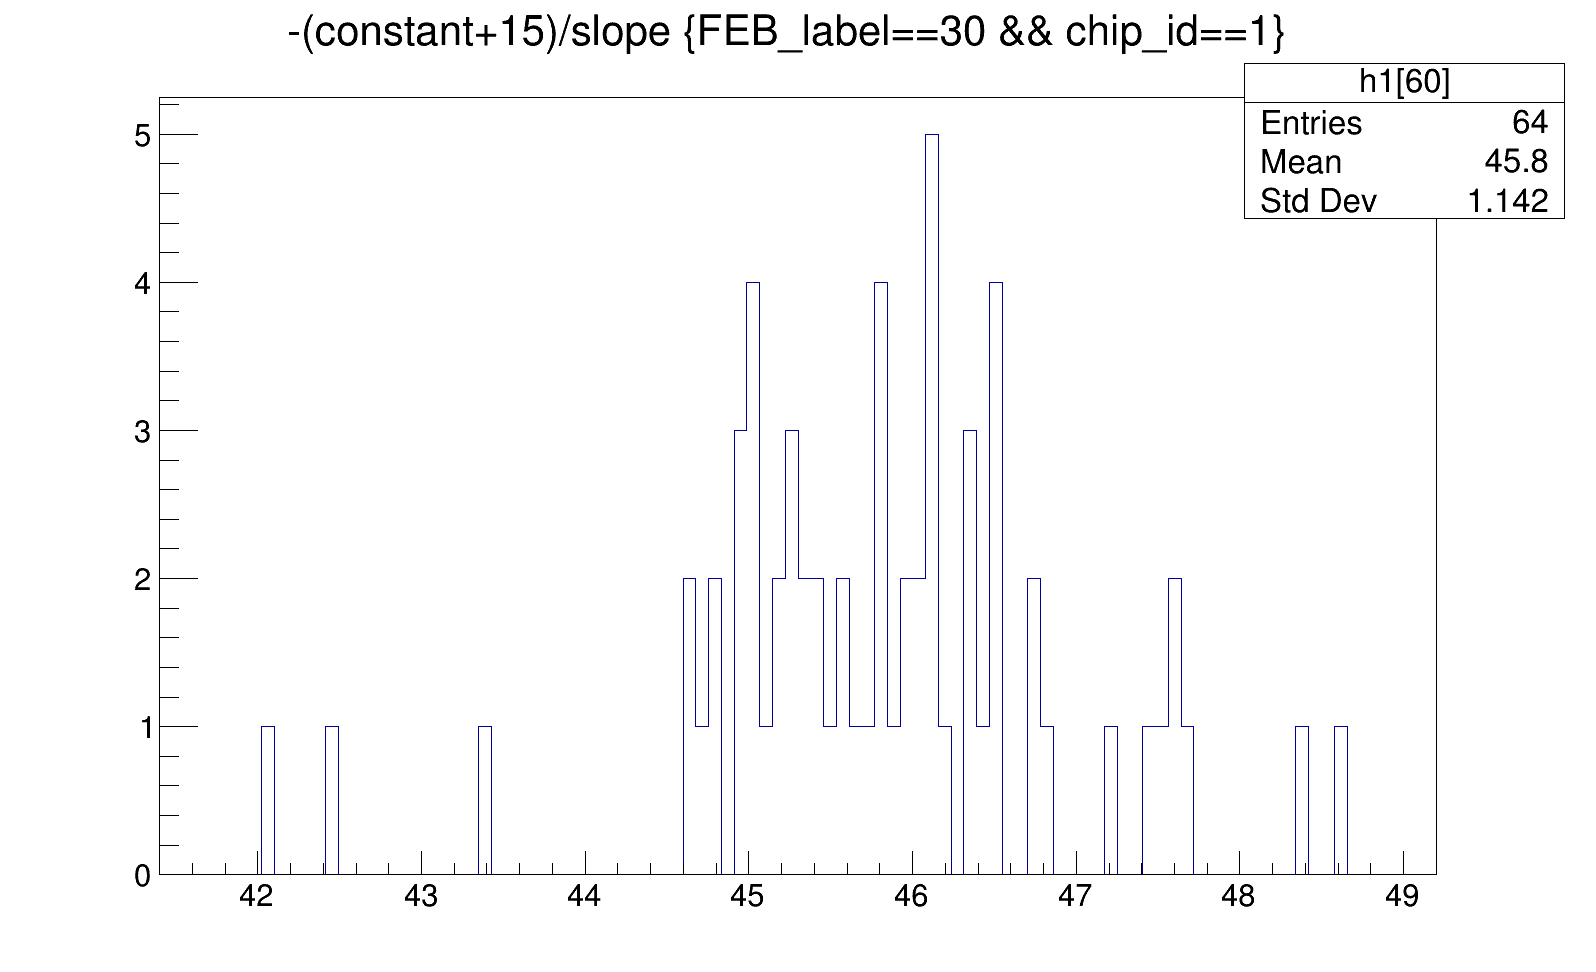 -(constant+15)/slope {FEB_label==30 && chip_id==1}
h1[60]
Entries 64
Mean 45.8
Std Dev 1.142
5
4
3
2
1
0
42 43 44 45 46 47 48 49